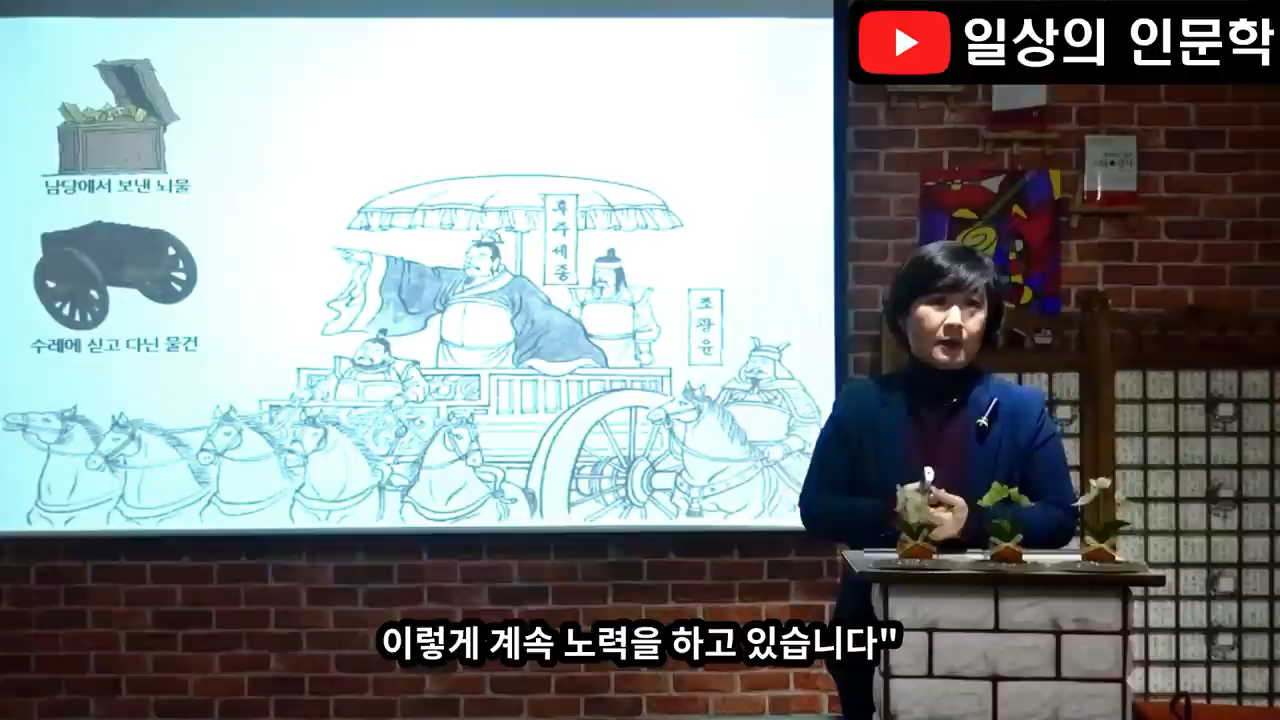 일상의 인문학
남당에서 보낸 뇌물
수레에 싣고 다닌 물건
후주세종
조광윤
이렇게 계속 노력을 하고 있습니다"